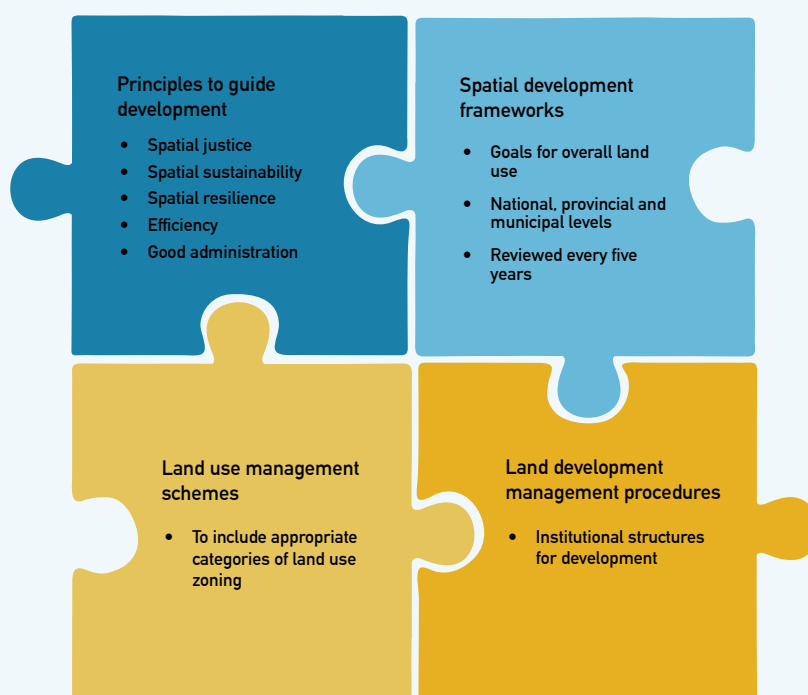 Principles to guide
development
• Spatial justice
• Spatial sustainability
• Spatial resilience
• Efficiency
• Good administration
Spatial development
frameworks
• Goals for overall land
use
• National, provincial and
municipal levels
• Reviewed every five
years
Land use management
schemes
• To include appropriate
categories of land use
zoning
Land development
management procedures
• Institutional structures
for development